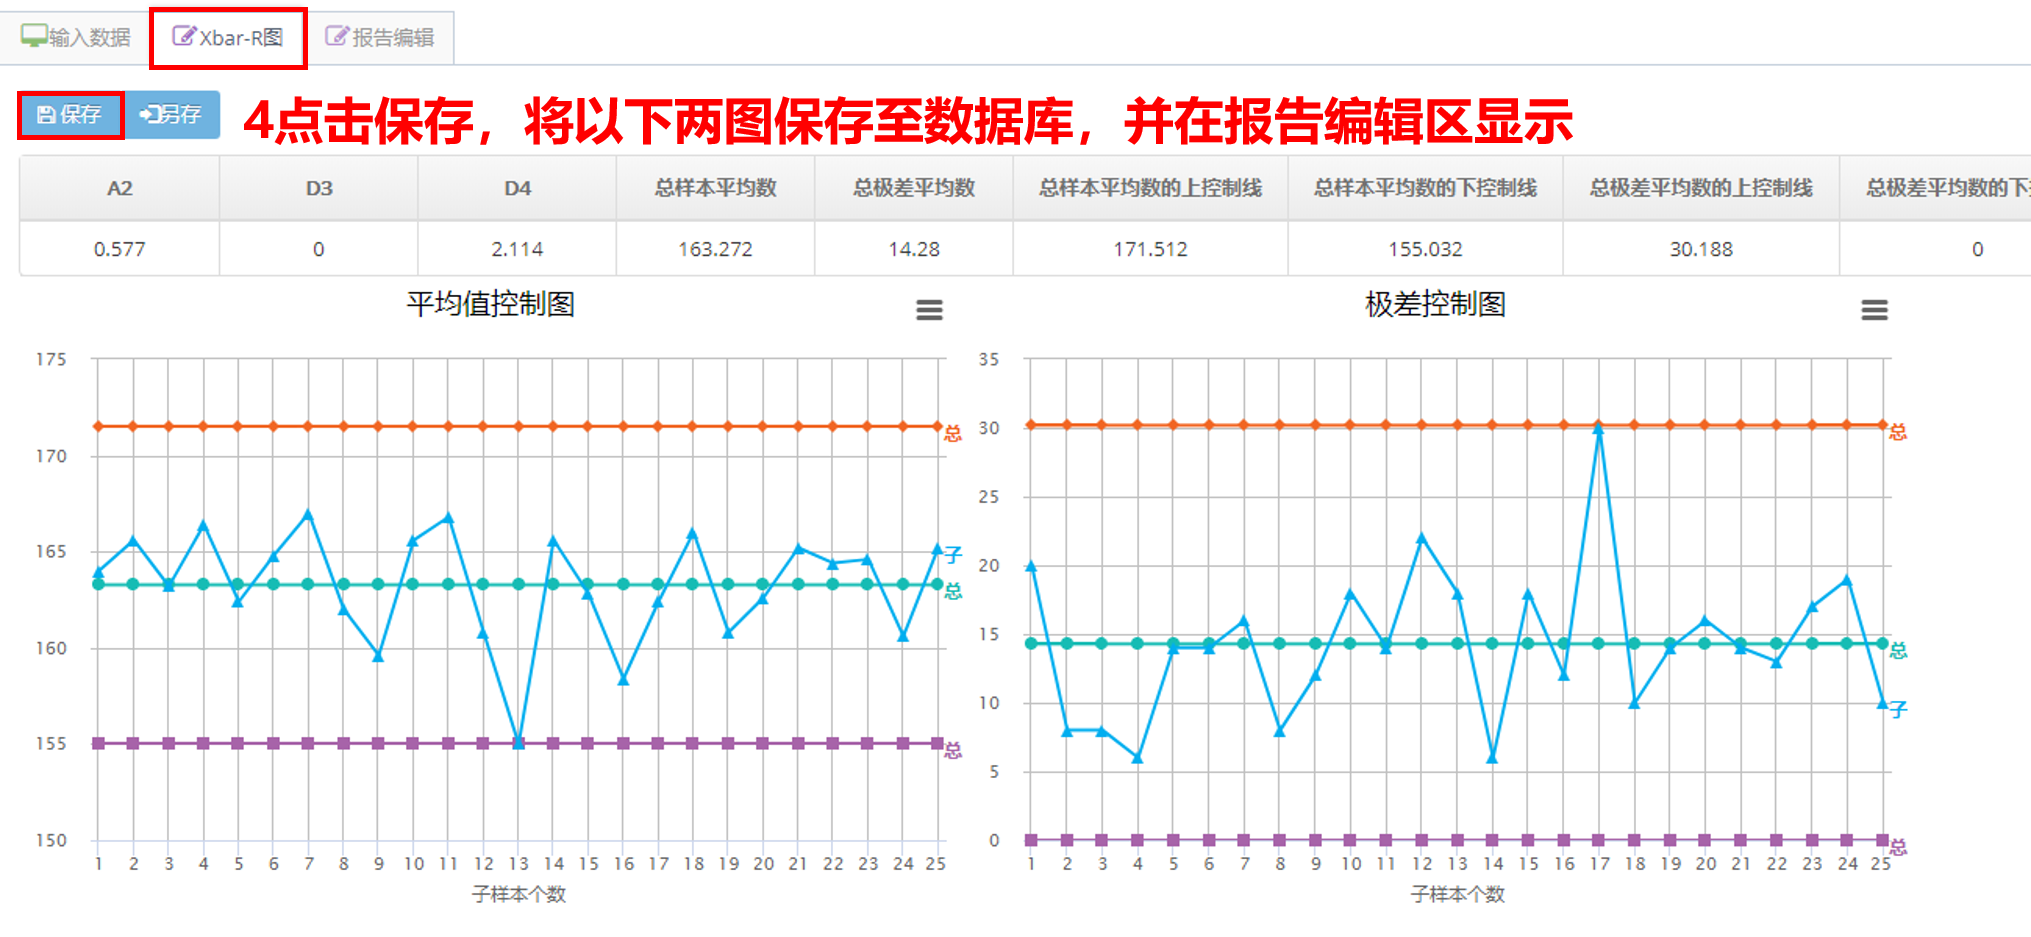 输入数据 Xbar-R图 报告编辑
保存 另存 4点击保存，将以下两图保存至数据库，并在报告编辑区显示
A2 D3 D4 总样本平均数 总极差平均数 总样本平均数的上控制线 总样本平均数的下控制线 总极差平均数的上控制线 总极差平均数的下
0.577 0 2.114 163.272 14.28 171.512 155.032 30.188 0
平均值控制图
175
170
165
160
155
150
总
子
总
总
1 2 3 4 5 6 7 8 9 10 11 12 13 14 15 16 17 18 19 20 21 22 23 24 25
子样本个数
极差控制图
35
30
25
20
15
10
5
0
总
总
子
总
1 2 3 4 5 6 7 8 9 10 11 12 13 14 15 16 17 18 19 20 21 22 23 24 25
子样本个数